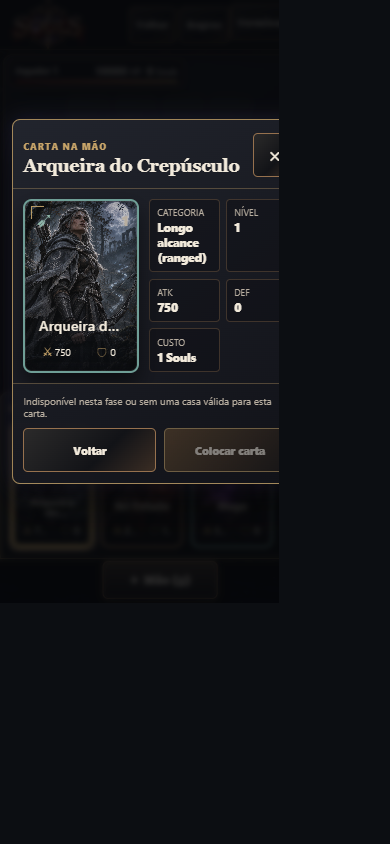 CARTA NA MÃO
Arqueira do Crepúsculo
×
CATEGORIA
Longo
alcance
(ranged)
NÍVEL
1
Arqueira d...
750
0
ATK
750
DEF
0
CUSTO
1 Souls
Indisponível nesta fase ou sem uma casa válida para esta
carta.
Voltar
Colocar carta